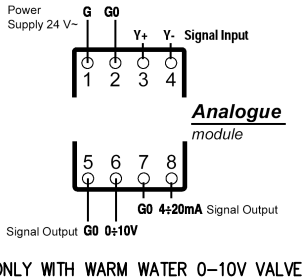 Power G G0
Supply 24 V~ Y+ Y- Signal Input
1 2 3 4
Analogue
module
5 6 7 8
G0 4÷20mA Signal Output
Signal Output G0 0÷10V
ONLY WITH WARM WATER 0-10V VALVE